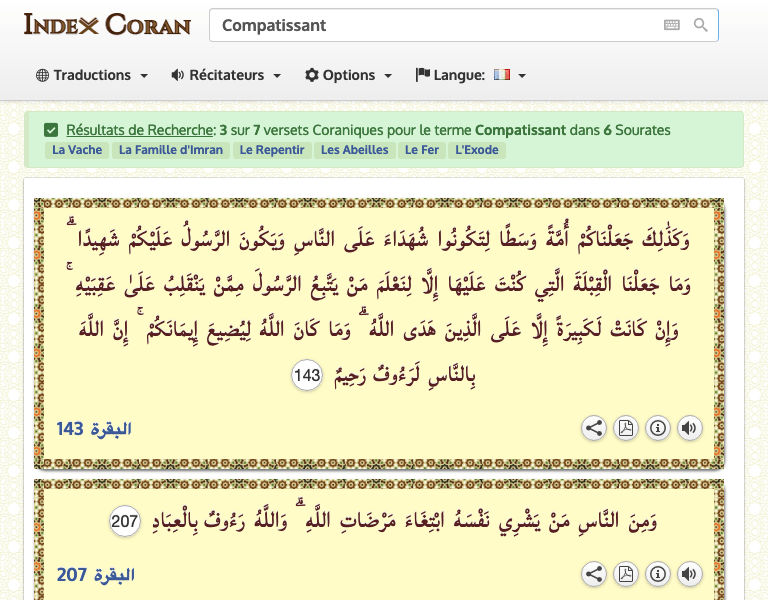 INDEX CORAN
Compatissant
Traductions
Récitateurs
Options
Langue:
Résultats de Recherche: 3 sur 7 versets Coraniques pour le terme Compatissant dans 6 Sourates
La Vache La Famille d'Imran Le Repentir Les Abeilles Le Fer L'Exode
وَكَذَٰلِكَ جَعَلْنَاكُمْ أُمَّةً وَسَطًا لِتَكُونُوا شُهَدَاءَ عَلَى النَّاسِ وَيَكُونَ الرَّسُولُ عَلَيْكُمْ شَهِيدًا ۗ
وَمَا جَعَلْنَا الْقِبْلَةَ الَّتِي كُنْتَ عَلَيْهَا إِلَّا لِنَعْلَمَ مَنْ يَتَّبِعُ الرَّسُولَ مِمَّنْ يَنْقَلِبُ عَلَىٰ عَقِبَيْهِ ۚ
وَإِنْ كَانَتْ لَكَبِيرَةً إِلَّا عَلَى الَّذِينَ هَدَى اللَّهُ ۗ وَمَا كَانَ اللَّهُ لِيُضِيعَ إِيمَانَكُمْ ۚ إِنَّ اللَّهَ
بِالنَّاسِ لَرَءُوفٌ رَحِيمٌ 143
البقرة 143
وَمِنَ النَّاسِ مَنْ يَشْرِي نَفْسَهُ ابْتِغَاءَ مَرْضَاتِ اللَّهِ ۗ وَاللَّهُ رَءُوفٌ بِالْعِبَادِ 207
البقرة 207